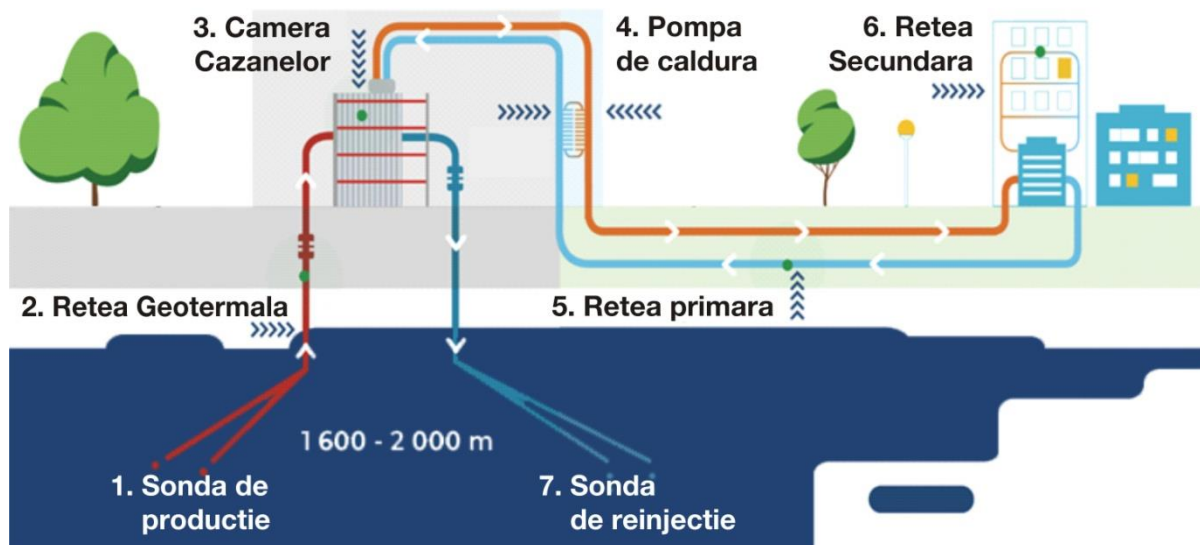 3. Camera
Cazanelor
4. Pompa
de caldura
6. Retea
Secundara
2. Retea Geotermala
5. Retea primara
1 600 - 2 000 m
1. Sonda de
productie
7. Sonda
de reinjectie